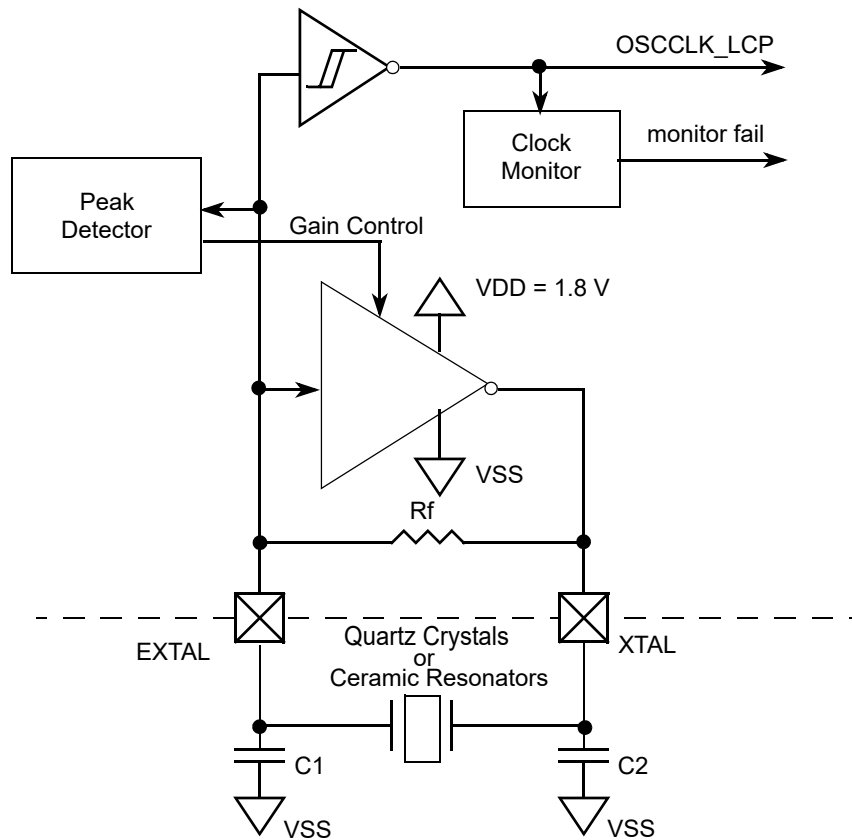 OSCCLK_LCP
Clock
Monitor
monitor fail
Peak
Detector
Gain Control
VDD = 1.8 V
VSS
Rf
EXTAL
Quartz Crystals
or
Ceramic Resonators
XTAL
C1
C2
VSS
VSS